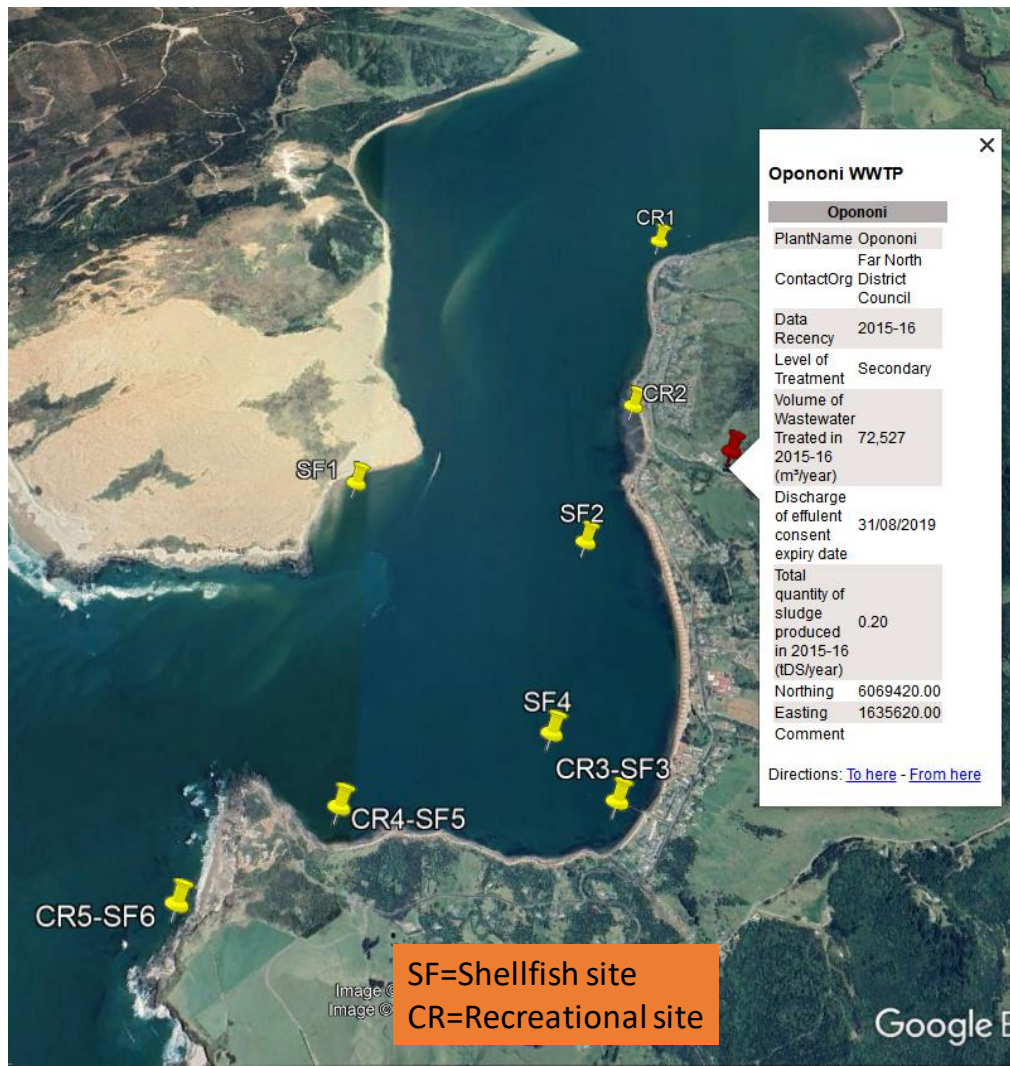 CR1
CR2
SF1
SF2
SF4
CR3-SF3
CR4-SF5
CR5-SF6
Opononi WWTP
Opononi
PlantName Opononi
ContactOrg Far North
District
Council
Data
Recency 2015-16
Level of
Treatment Secondary
Volume of
Wastewater
Treated in 72,527
2015-16
(m³/year)
Discharge
of effulent
consent 31/08/2019
expiry date
Total
quantity of
sludge
produced 0.20
in 2015-16
(tDS/year)
Northing 6069420.00
Easting 1635620.00
Comment
Directions: To here - From here
SF=Shellfish site
CR=Recreational site
Image ©
Image ©
Google